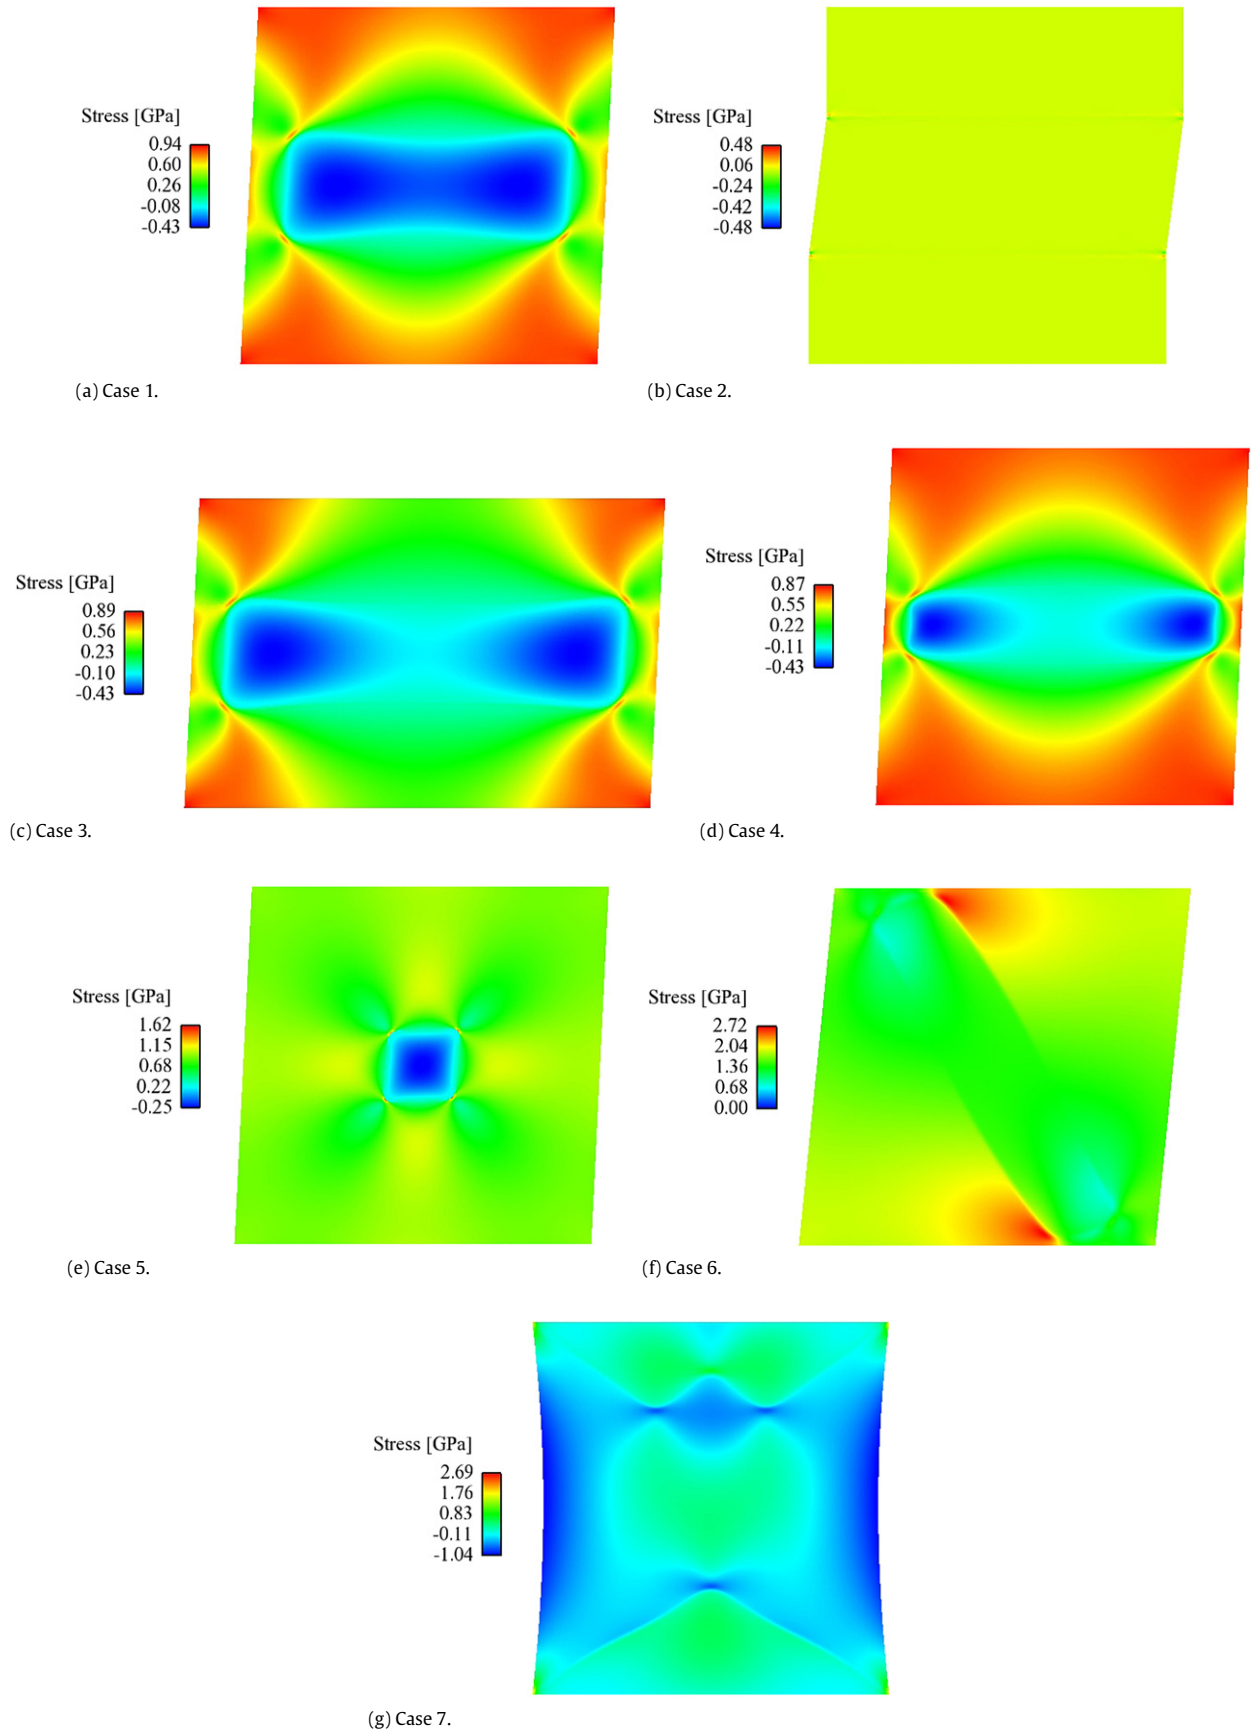 Stress [GPa]
0.94
0.60
0.26
-0.08
-0.43
(a) Case 1.
Stress [GPa]
0.48
0.06
-0.24
-0.42
-0.48
(b) Case 2.
Stress [GPa]
0.89
0.56
0.23
-0.10
-0.43
(c) Case 3.
Stress [GPa]
0.87
0.55
0.22
-0.11
-0.43
(d) Case 4.
Stress [GPa]
1.62
1.15
0.68
0.22
-0.25
(e) Case 5.
Stress [GPa]
2.72
2.04
1.36
0.68
0.00
(f) Case 6.
Stress [GPa]
2.69
1.76
0.83
-0.11
-1.04
(g) Case 7.